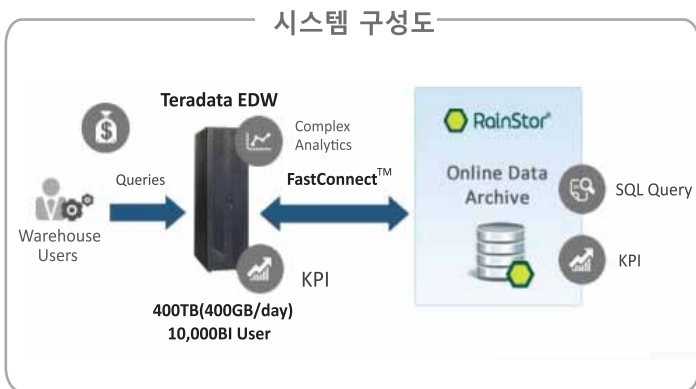 시스템 구성도
Teradata EDW
Complex
Analytics
Queries
FastConnect™
Warehouse
Users
KPI
400TB(400GB/day)
10,000BI User
RainStor®
Online Data
Archive
SQL Query
KPI